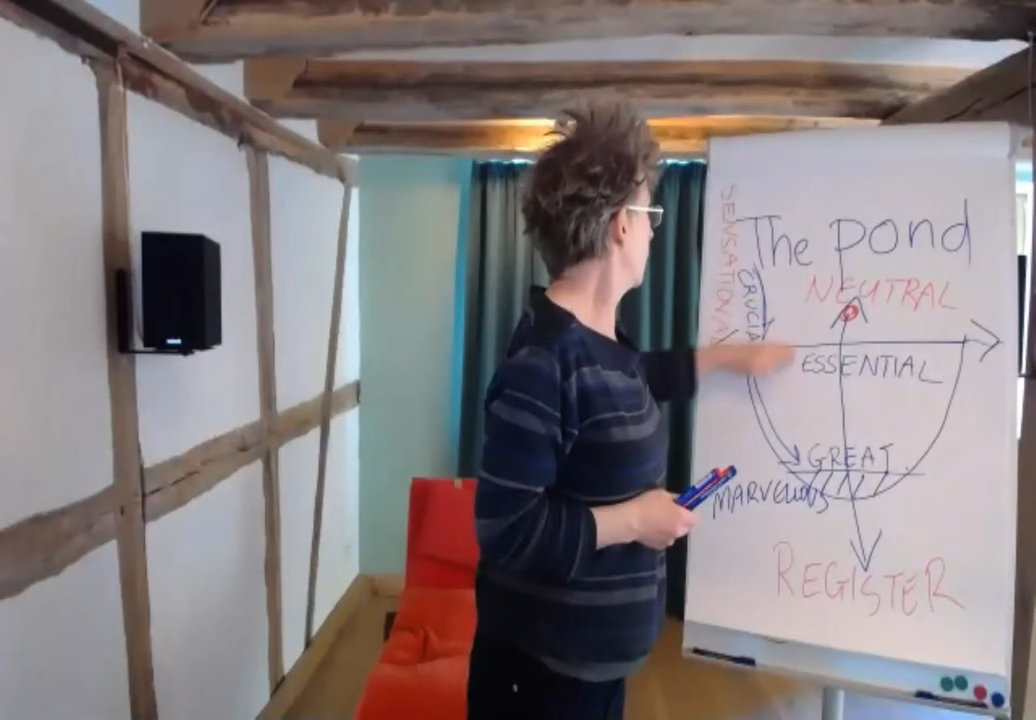 The pond
SENSATIONAL
CRUCIAL
NEUTRAL
ESSENTIAL
GREAT
MARVELLOUS
REGISTER